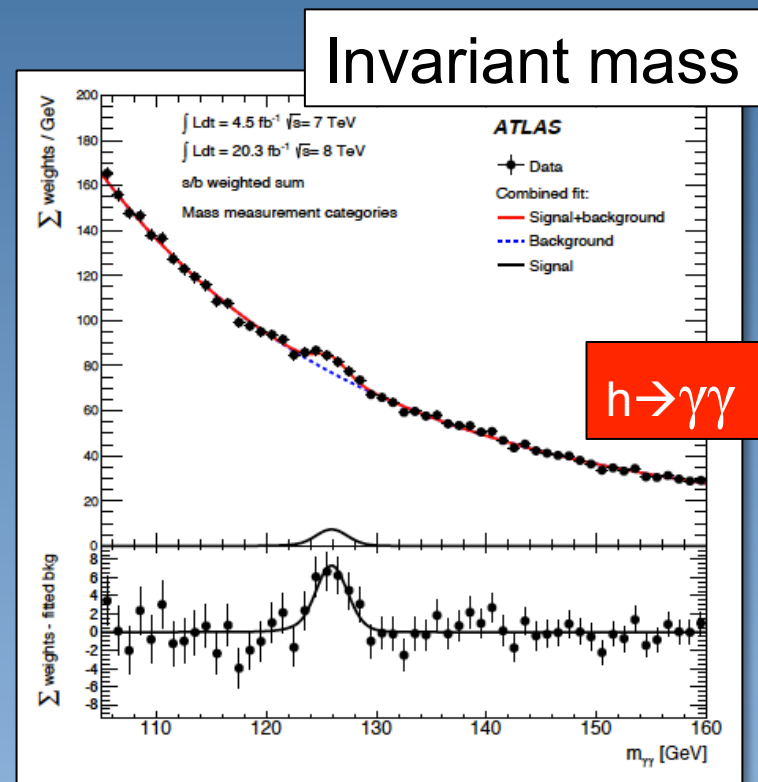 Invariant mass
∑ weights / GeV
200
180
160
140
120
100
80
60
40
20
0
∫ Ldt = 4.5 fb⁻¹ √s= 7 TeV
∫ Ldt = 20.3 fb⁻¹ √s= 8 TeV
s/b weighted sum
Mass measurement categories
ATLAS
Data
Combined fit:
Signal+background
Background
Signal
h→γγ
∑ weights - fitted bkg
8
6
4
2
0
-2
-4
-6
-8
110 120 130 140 150 160
mγγ [GeV]